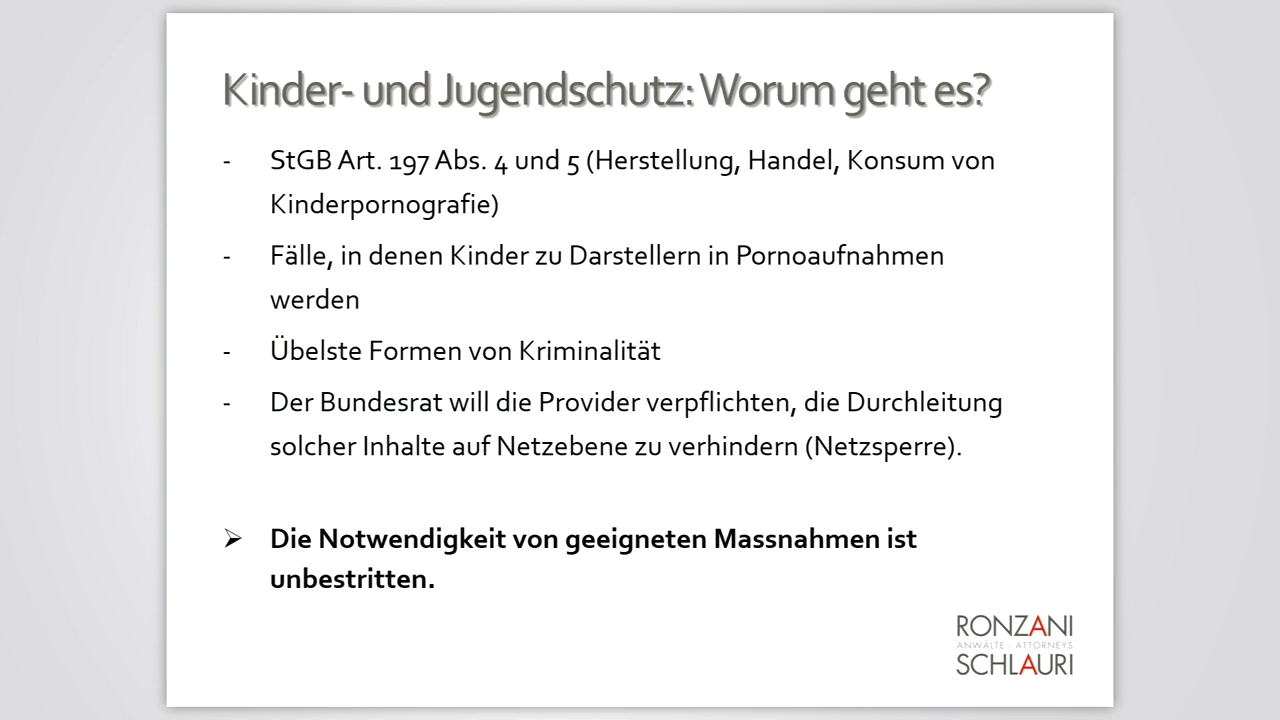 Kinder- und Jugendschutz: Worum geht es?
- StGB Art. 197 Abs. 4 und 5 (Herstellung, Handel, Konsum von
Kinderpornografie)
- Fälle, in denen Kinder zu Darstellern in Pornoaufnahmen
werden
- Übelste Formen von Kriminalität
- Der Bundesrat will die Provider verpflichten, die Durchleitung
solcher Inhalte auf Netzebene zu verhindern (Netzsperre).
➢ Die Notwendigkeit von geeigneten Massnahmen ist
unbestritten.
RONZANI
ANWÄLTE - ATTORNEYS
SCHLAURI